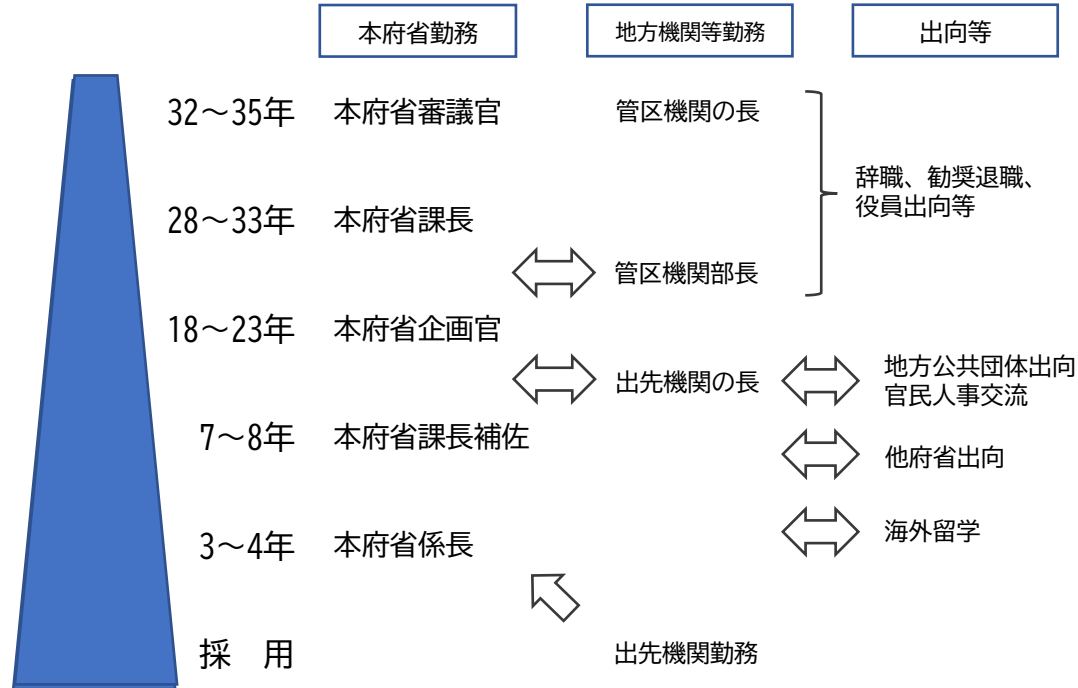 本府省勤務
地方機関等勤務
出向等
32～35年 本府省審議官 管区機関の長
辞職、勧奨退職、
役員出向等
28～33年 本府省課長
管区機関部長
18～23年 本府省企画官
出先機関の長
地方公共団体出向
官民人事交流
7～8年 本府省課長補佐
他府省出向
海外留学
3～4年 本府省係長
採　用 出先機関勤務